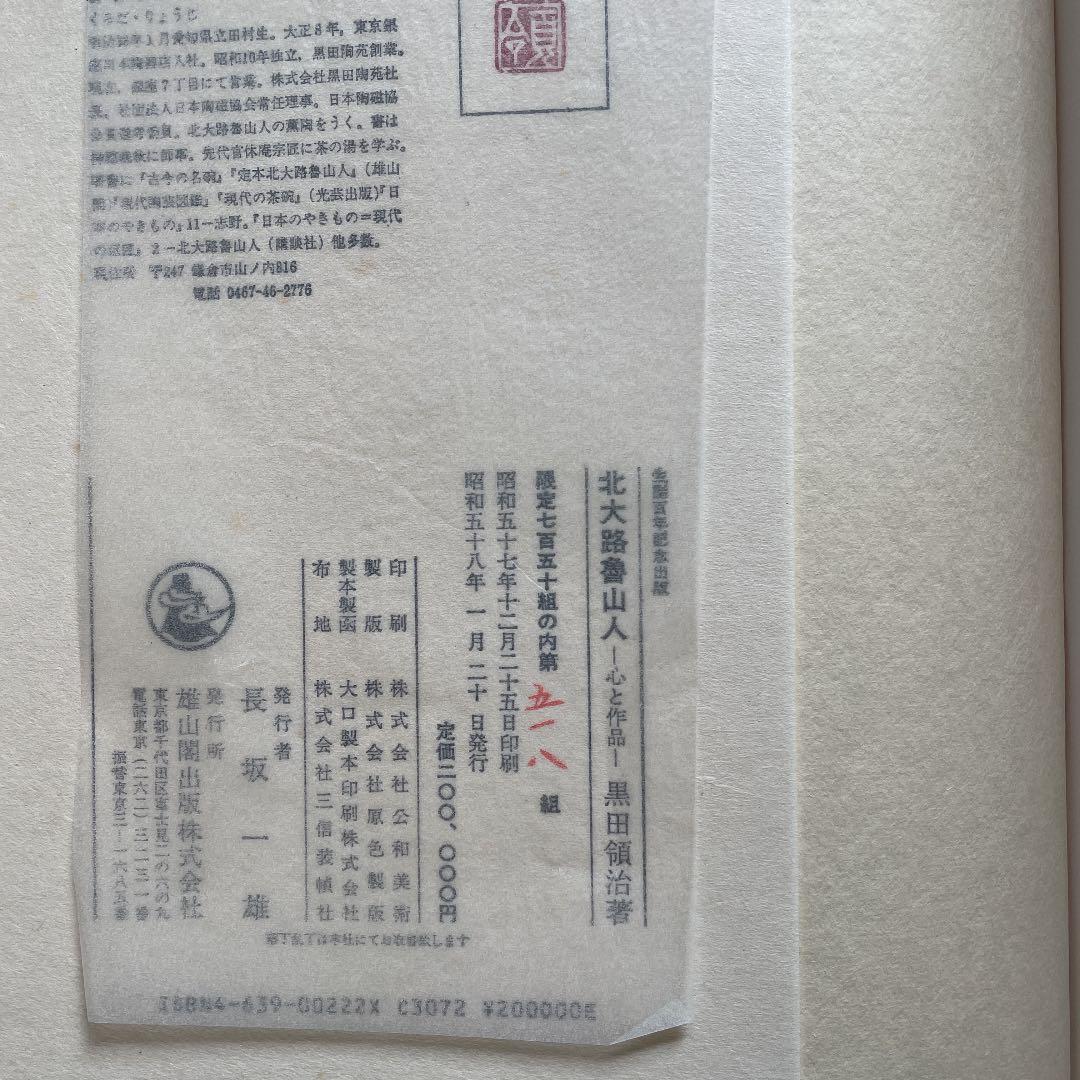 くろだ・りょうじ
年1月愛知県立田村生。大正8年，東京銀
入社。昭和10年独立，黒田陶苑創業。
現在，銀座7丁目にて営業。株式会社黒田陶苑社
長，社団法人日本陶磁協会常任理事。日本陶磁協
会賞選考委員。北大路魯山人の薫陶をうく。書は
に師事。先代官休庵宗匠に茶の湯を学ぶ。
著書に『古今の名碗』『定本北大路魯山人』（雄山
閣）『現代陶芸図鑑』『現代の茶碗』（光芸出版）『日
本のやきもの』11－志野。『日本のやきもの＝現代
の巨匠』2－北大路魯山人（講談社）他多数。
現住所 〒247 鎌倉市山ノ内816
電話 0467-46-2776
領
生誕百年記念出版
北大路魯山人―心と作品― 黒田領治著
限定七百五十組の内第 五一八 組
昭和五十七年十二月二十五日印刷
昭和五十八年 一 月 二十 日発行
定価二〇〇、〇〇〇円
印刷 株式会社公和美術
製版 株式会社原色製版
製本製函 大口製本印刷株式会社
布地 株式会社三信装幀社
発行者
長坂一雄
発行所
雄山閣出版株式会社
東京都千代田区富士見二の六の九
電話東京（二六二）三二三一番
振替東京三―一六八五番
落丁乱丁は本社にてお取替致します
ISBN4-639-00222X C3072 ¥200000E